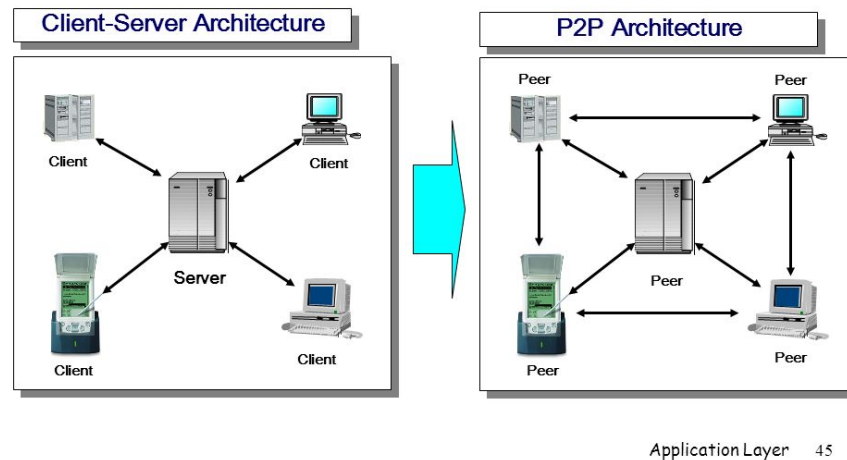 Client-Server Architecture
Client
Client
Server
Client
Client
P2P Architecture
Peer
Peer
Peer
Peer
Peer
Application Layer 45